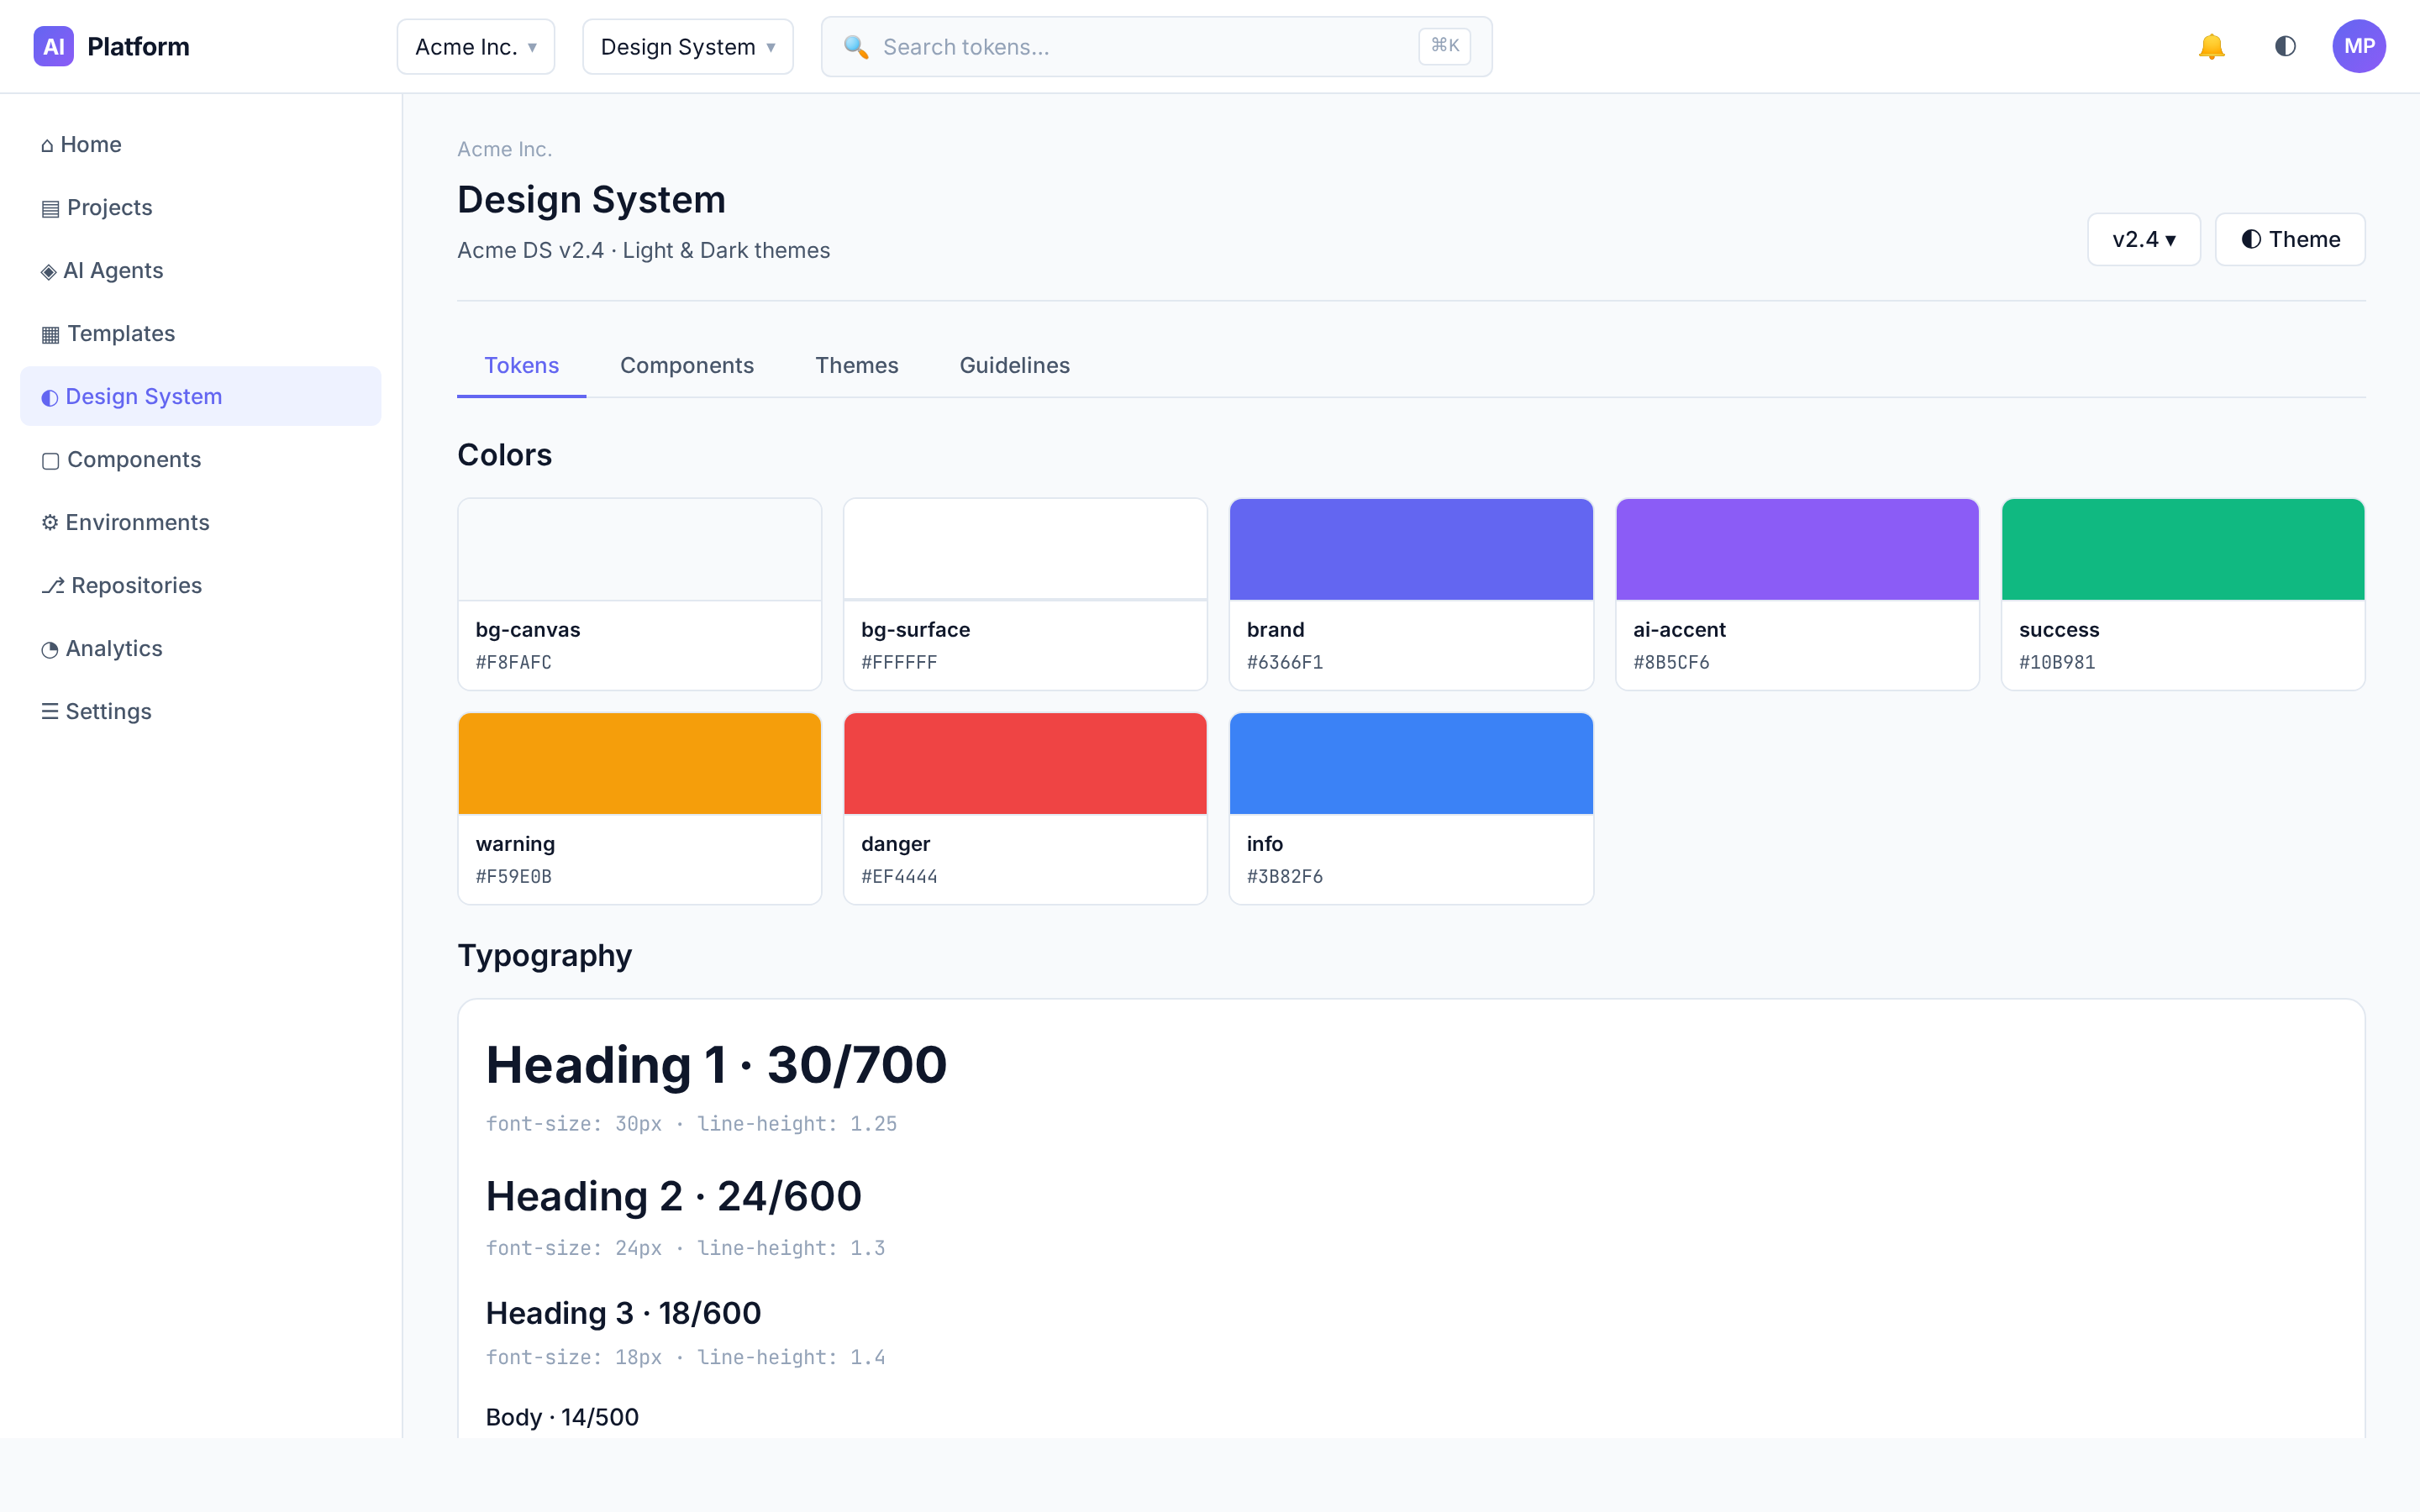 AI Platform
Acme Inc. ▾
Design System ▾
🔍 Search tokens...
⌘K
🔔
◐
MP
⌂ Home
▤ Projects
◈ AI Agents
▦ Templates
◐ Design System
▢ Components
⚙ Environments
⎇ Repositories
◔ Analytics
☰ Settings
Acme Inc.
Design System
Acme DS v2.4 · Light & Dark themes
v2.4 ▾
◐ Theme
Tokens
Components
Themes
Guidelines
Colors
bg-canvas
#F8FAFC
bg-surface
#FFFFFF
brand
#6366F1
ai-accent
#8B5CF6
success
#10B981
warning
#F59E0B
danger
#EF4444
info
#3B82F6
Typography
Heading 1 · 30/700
font-size: 30px · line-height: 1.25
Heading 2 · 24/600
font-size: 24px · line-height: 1.3
Heading 3 · 18/600
font-size: 18px · line-height: 1.4
Body · 14/500